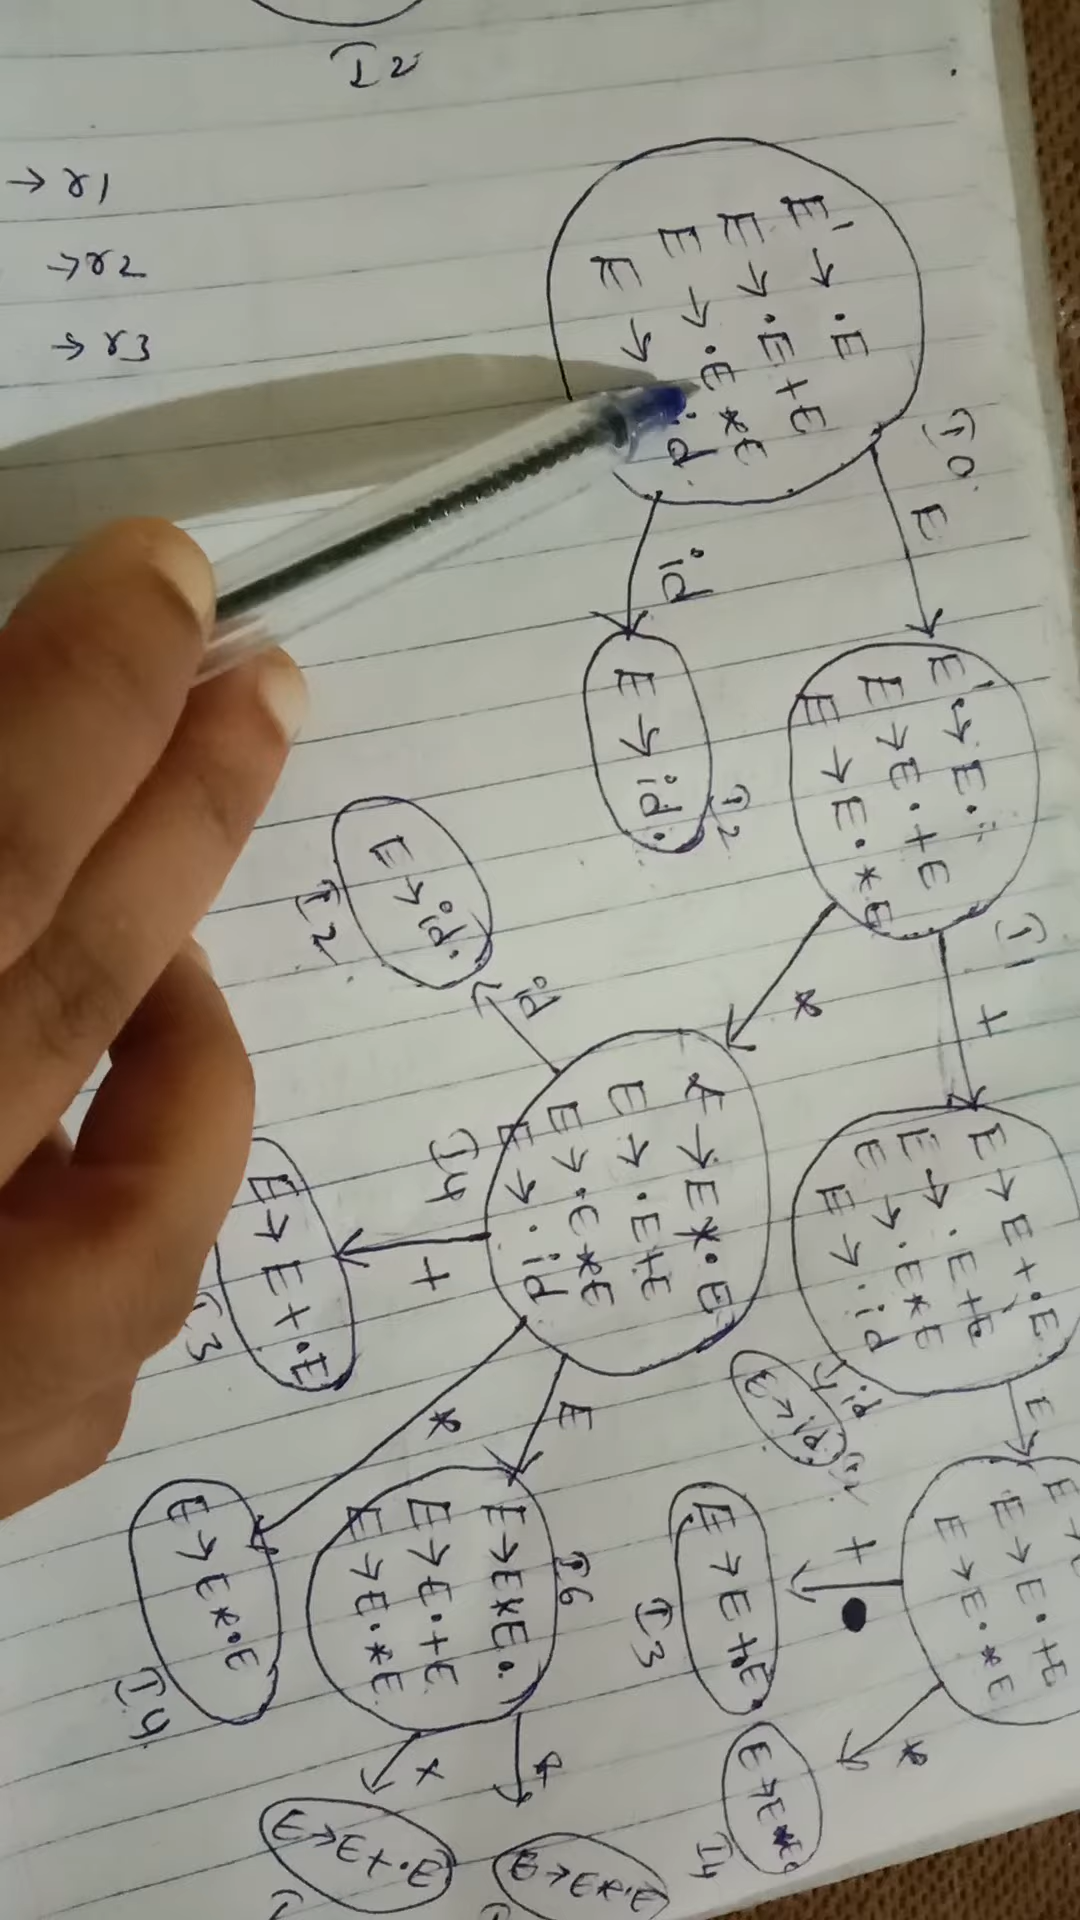 I2
→ r1
→ r2
→ r3
I0
E' → .E
E → .E+E
E → .E*E
E →
id
E
id
I1
E' → E.
E → E.+E
E → E.*E
I2
E → id.
+
*
E → E+.E
E → .E+E
E → .E*E
E → .id
I4
E → E*.E
E → .E+E
E → .E*E
E → .id
id
E → id.
I2
+
E → E+.E
I3
*
E → E*.E
I4
E
I6
E → E*E.
E → E.+E
E → E.*E
id
E → id.
E
E → E.+E
E → E.*E
+
E → E+.E
I3
*
I4
E → E+.E
E → E*.E